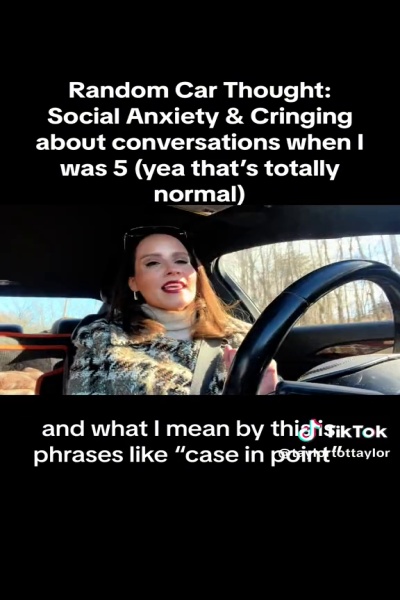 Random Car Thought:
Social Anxiety & Cringing
about conversations when I
was 5 (yea that's totally
normal)
and what I mean by this is
TikTok
phrases like "case in point"